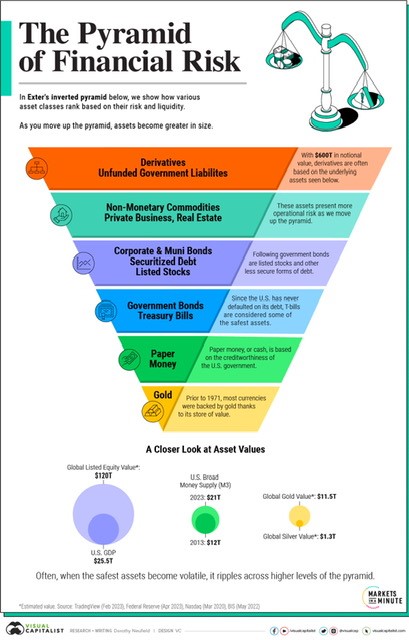 The Pyramid
of Financial Risk
In Exter's inverted pyramid below, we show how various
asset classes rank based on their risk and liquidity.
As you move up the pyramid, assets become greater in size.
Derivatives
Unfunded Government Liabilites
With $600T in notional
value, derivatives are often
based on the underlying
assets seen below.
Non-Monetary Commodities
Private Business, Real Estate
These assets present more
operational risk as we move
up the pyramid.
Corporate & Muni Bonds
Securitized Debt
Listed Stocks
Following government bonds
are listed stocks and other
less secure forms of debt.
Government Bonds
Treasury Bills
Since the U.S. has never
defaulted on its debt, T-bills
are considered some of
the safest assets.
Paper
Money
Paper money, or cash, is based
on the creditworthiness of
the U.S. government.
Gold
Prior to 1971, most currencies
were backed by gold thanks
to its store of value.
A Closer Look at Asset Values
Global Listed Equity Value*:
$120T
U.S. GDP
$25.5T
U.S. Broad
Money Supply (M3)
2023: $21T
2013: $12T
Global Gold Value*: $11.5T
Global Silver Value*: $1.3T
Often, when the safest assets become volatile, it ripples across higher levels of the pyramid.
MARKETS
IN A
MINUTE
*Estimated value. Source: TradingView (Feb 2023), Federal Reserve (Apr 2023), Nasdaq (Mar 2020), BIS (May 2022)
VISUAL
CAPITALIST
RESEARCH + WRITING Dorothy Neufeld | DESIGN VC
visualcapitalist
@visualcap
visualcapitalist.com